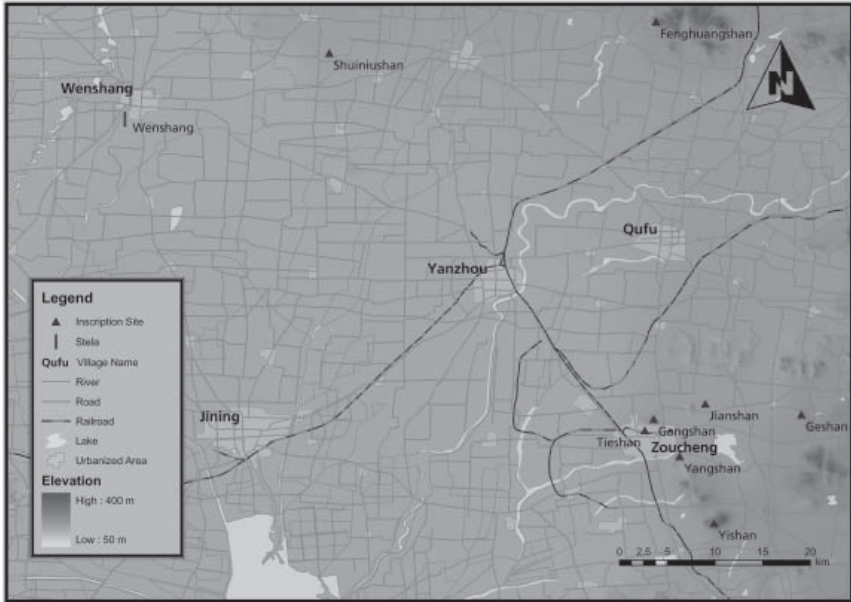 Fenghuangshan
Shuiniushan
Wenshang
Wenshang
N
Qufu
Yanzhou
Legend
Inscription Site
Stela
Qufu Village Name
River
Road
Railroad
Lake
Urbanized Area
Elevation
High : 400 m
Low : 50 m
Jining
Jianshan
Geshan
Gangshan
Tieshan
Zoucheng
Yangshan
Yishan
0 2.5 5 10 15 20
km